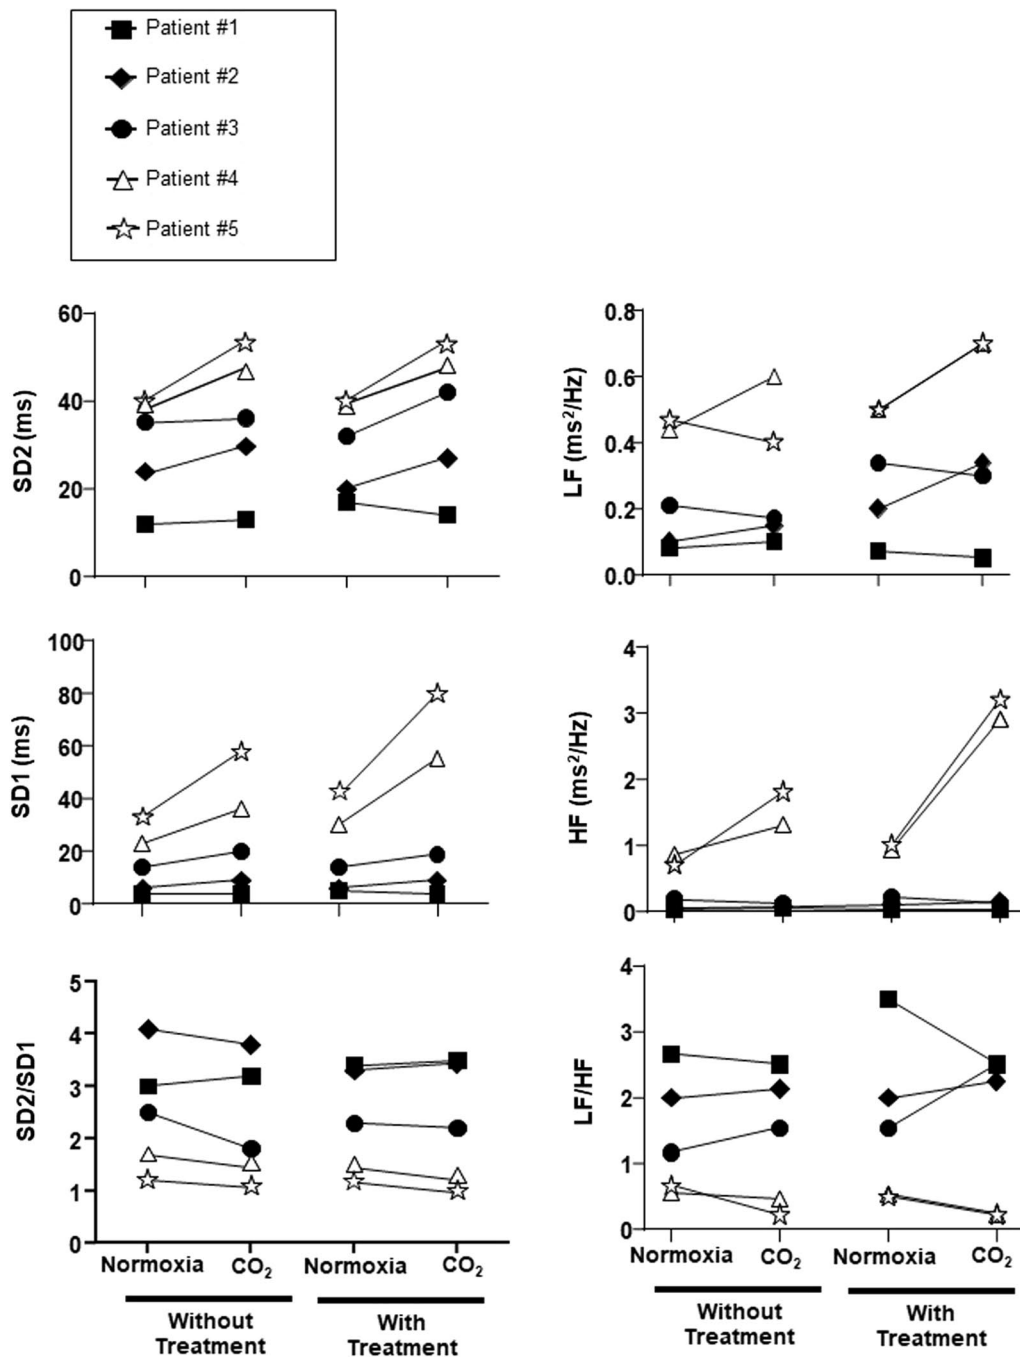 Patient #1
Patient #2
Patient #3
Patient #4
Patient #5
SD2 (ms)
60
40
20
0
LF (ms²/Hz)
0.8
0.6
0.4
0.2
0.0
SD1 (ms)
100
80
60
40
20
0
HF (ms²/Hz)
4
3
2
1
0
SD2/SD1
5
4
3
2
1
0
Normoxia CO₂ Normoxia CO₂
Without Treatment With Treatment
LF/HF
4
3
2
1
0
Normoxia CO₂ Normoxia CO₂
Without With
Treatment Treatment